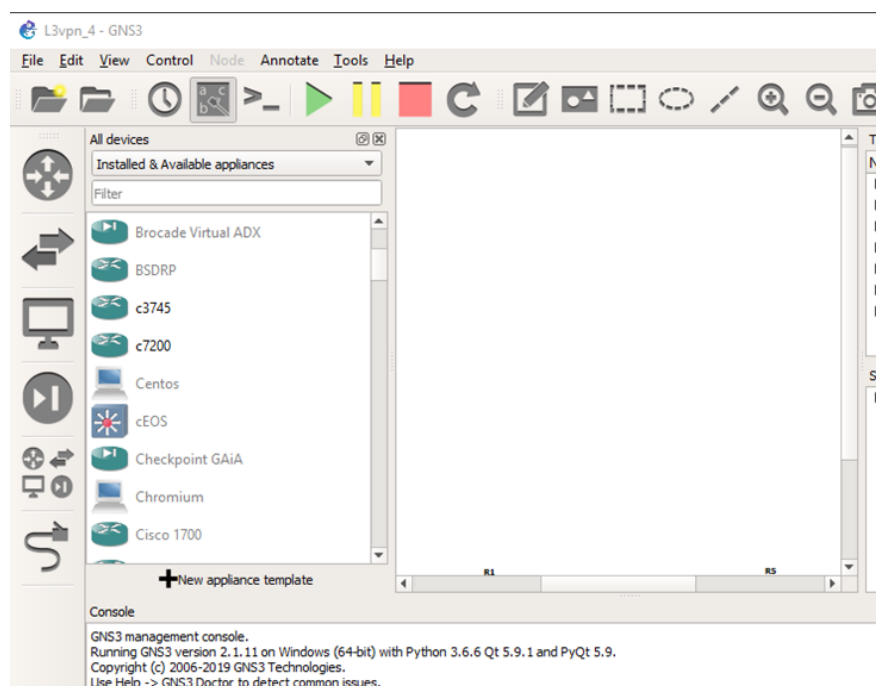 L3vpn_4 - GNS3
File Edit View Control Node Annotate Tools Help
All devices
Installed & Available appliances
Filter
Brocade Virtual ADX
BSDRP
c3745
c7200
Centos
cEOS
Checkpoint GAiA
Chromium
Cisco 1700
New appliance template
R1
R5
Console
GNS3 management console.
Running GNS3 version 2.1.11 on Windows (64-bit) with Python 3.6.6 Qt 5.9.1 and PyQt 5.9.
Copyright (c) 2006-2019 GNS3 Technologies.
Use Help -> GNS3 Doctor to detect common issues.